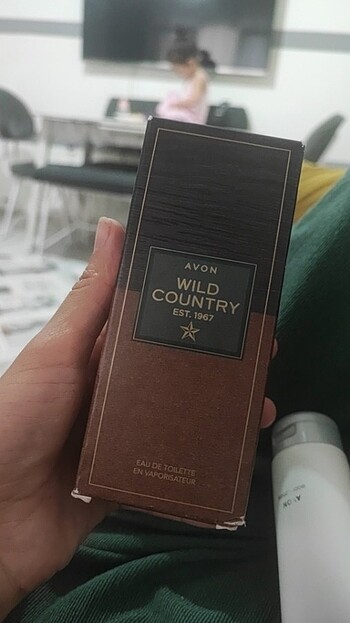 AVON
WILD
COUNTRY
EST. 1967
EAU DE TOILETTE
EN VAPORISATEUR